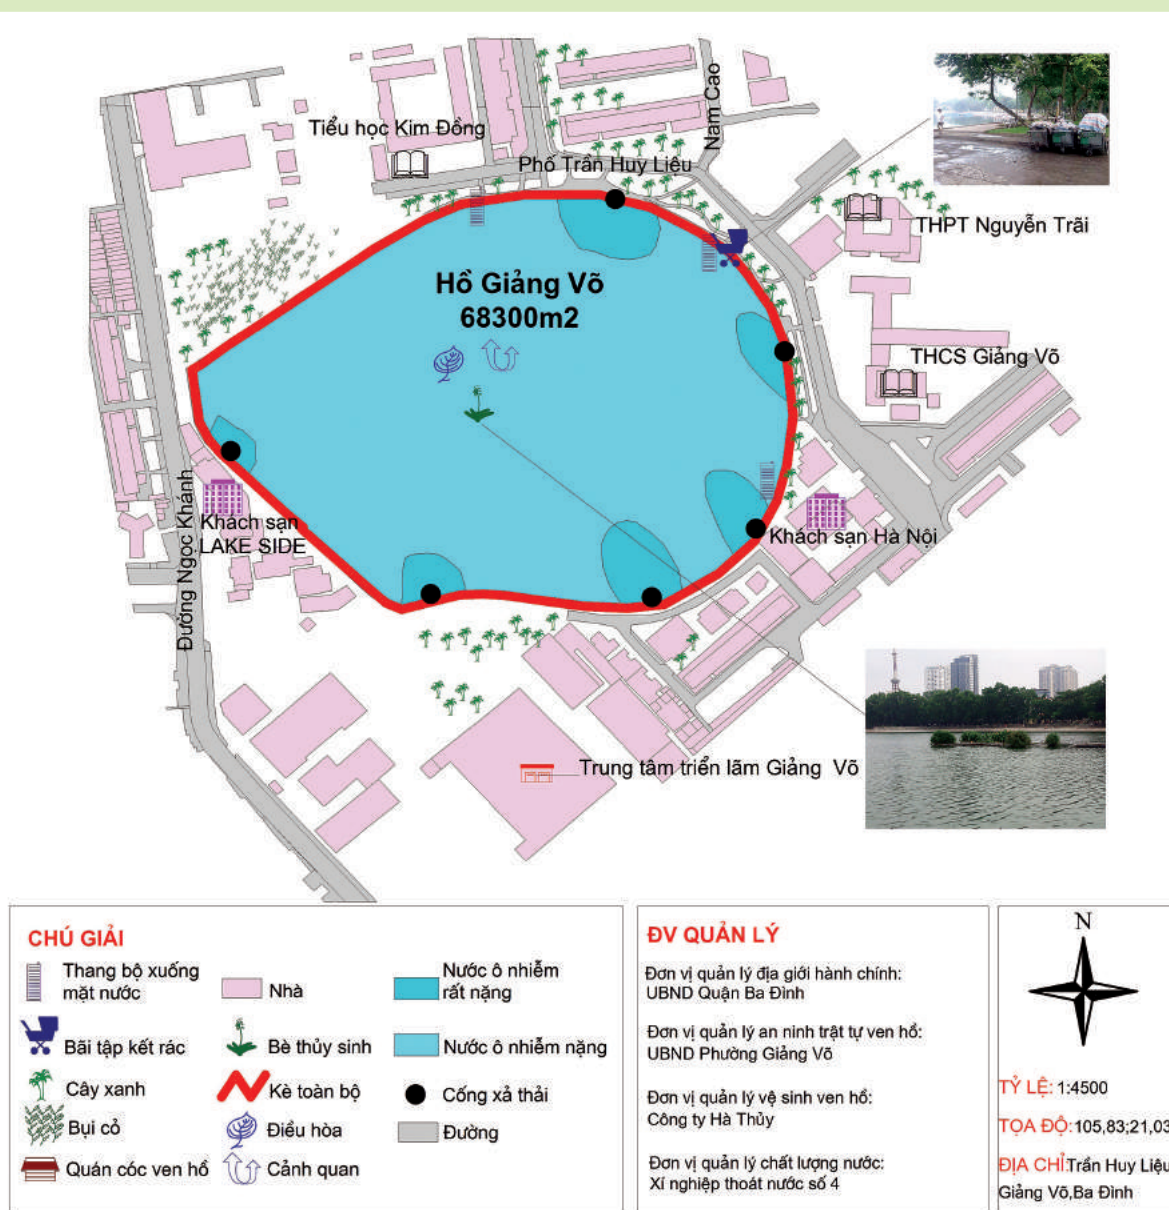 Tiểu học Kim Đồng
Nam Cao
Phố Trần Huy Liệu
THPT Nguyễn Trãi
Hồ Giảng Võ
68300m2
THCS Giảng Võ
Đường Ngọc Khánh
Khách sạn
LAKE SIDE
Khách sạn Hà Nội
Trung tâm triển lãm Giảng Võ
CHÚ GIẢI
Thang bộ xuống
mặt nước
Bãi tập kết rác
Cây xanh
Bụi cỏ
Quán cóc ven hồ
Nhà
Bè thủy sinh
Kè toàn bộ
Điều hòa
Cảnh quan
Nước ô nhiễm
rất nặng
Nước ô nhiễm nặng
Cống xả thải
Đường
ĐV QUẢN LÝ
Đơn vị quản lý địa giới hành chính:
UBND Quận Ba Đình
Đơn vị quản lý an ninh trật tự ven hồ:
UBND Phường Giảng Võ
Đơn vị quản lý vệ sinh ven hồ:
Công ty Hà Thủy
Đơn vị quản lý chất lượng nước:
Xí nghiệp thoát nước số 4
N
TỶ LỆ: 1:4500
TỌA ĐỘ:105,83;21,03
ĐỊA CHỈ:Trần Huy Liệu
Giảng Võ,Ba Đình